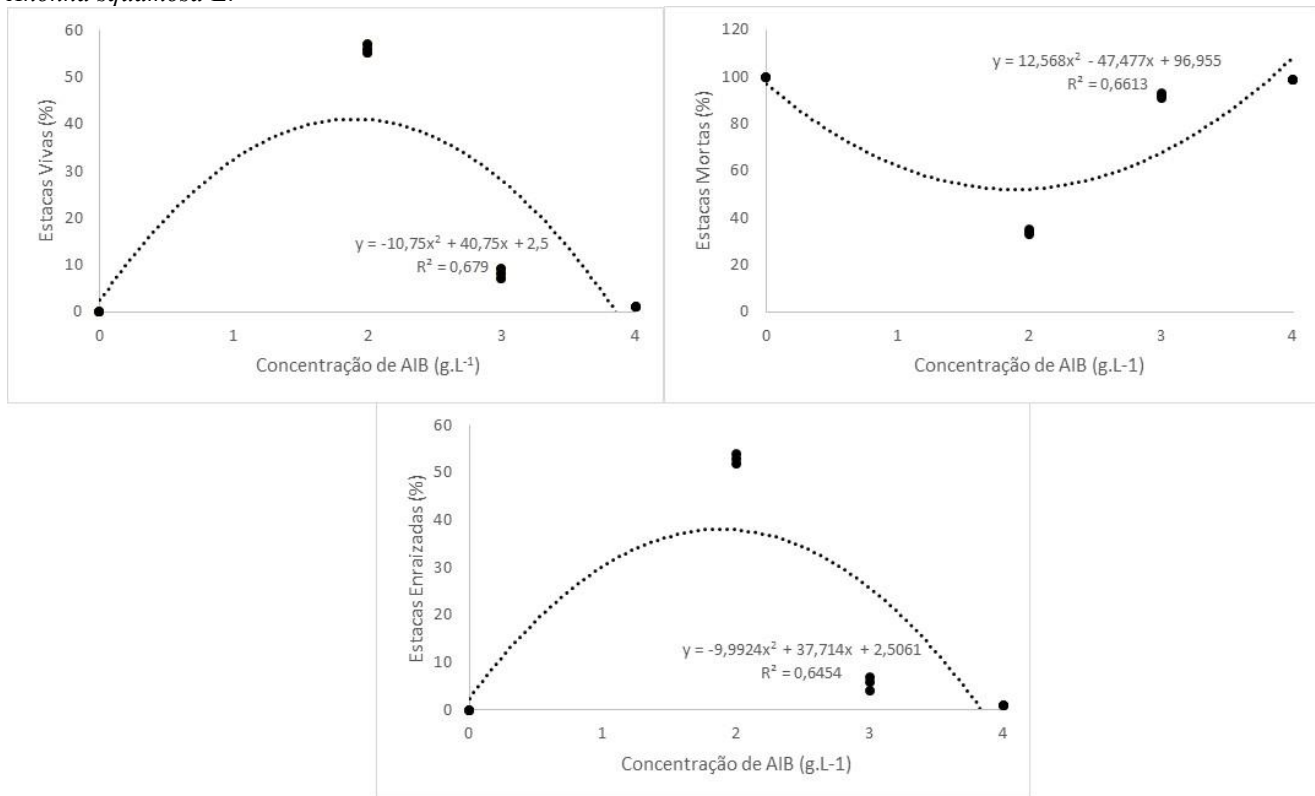 Annona squamosa L.
60
50
40
30
20
10
0
Estacas Vivas (%)
y = -10,75x² + 40,75x + 2,5
R² = 0,679
0 1 2 3 4
Concentração de AIB (g.L⁻¹)
120
100
80
60
40
20
0
Estacas Mortas (%)
y = 12,568x² - 47,477x + 96,955
R² = 0,6613
0 1 2 3 4
Concentração de AIB (g.L-1)
60
50
40
30
20
10
0
Estacas Enraizadas (%)
y = -9,9924x² + 37,714x + 2,5061
R² = 0,6454
0 1 2 3 4
Concentração de AIB (g.L-1)